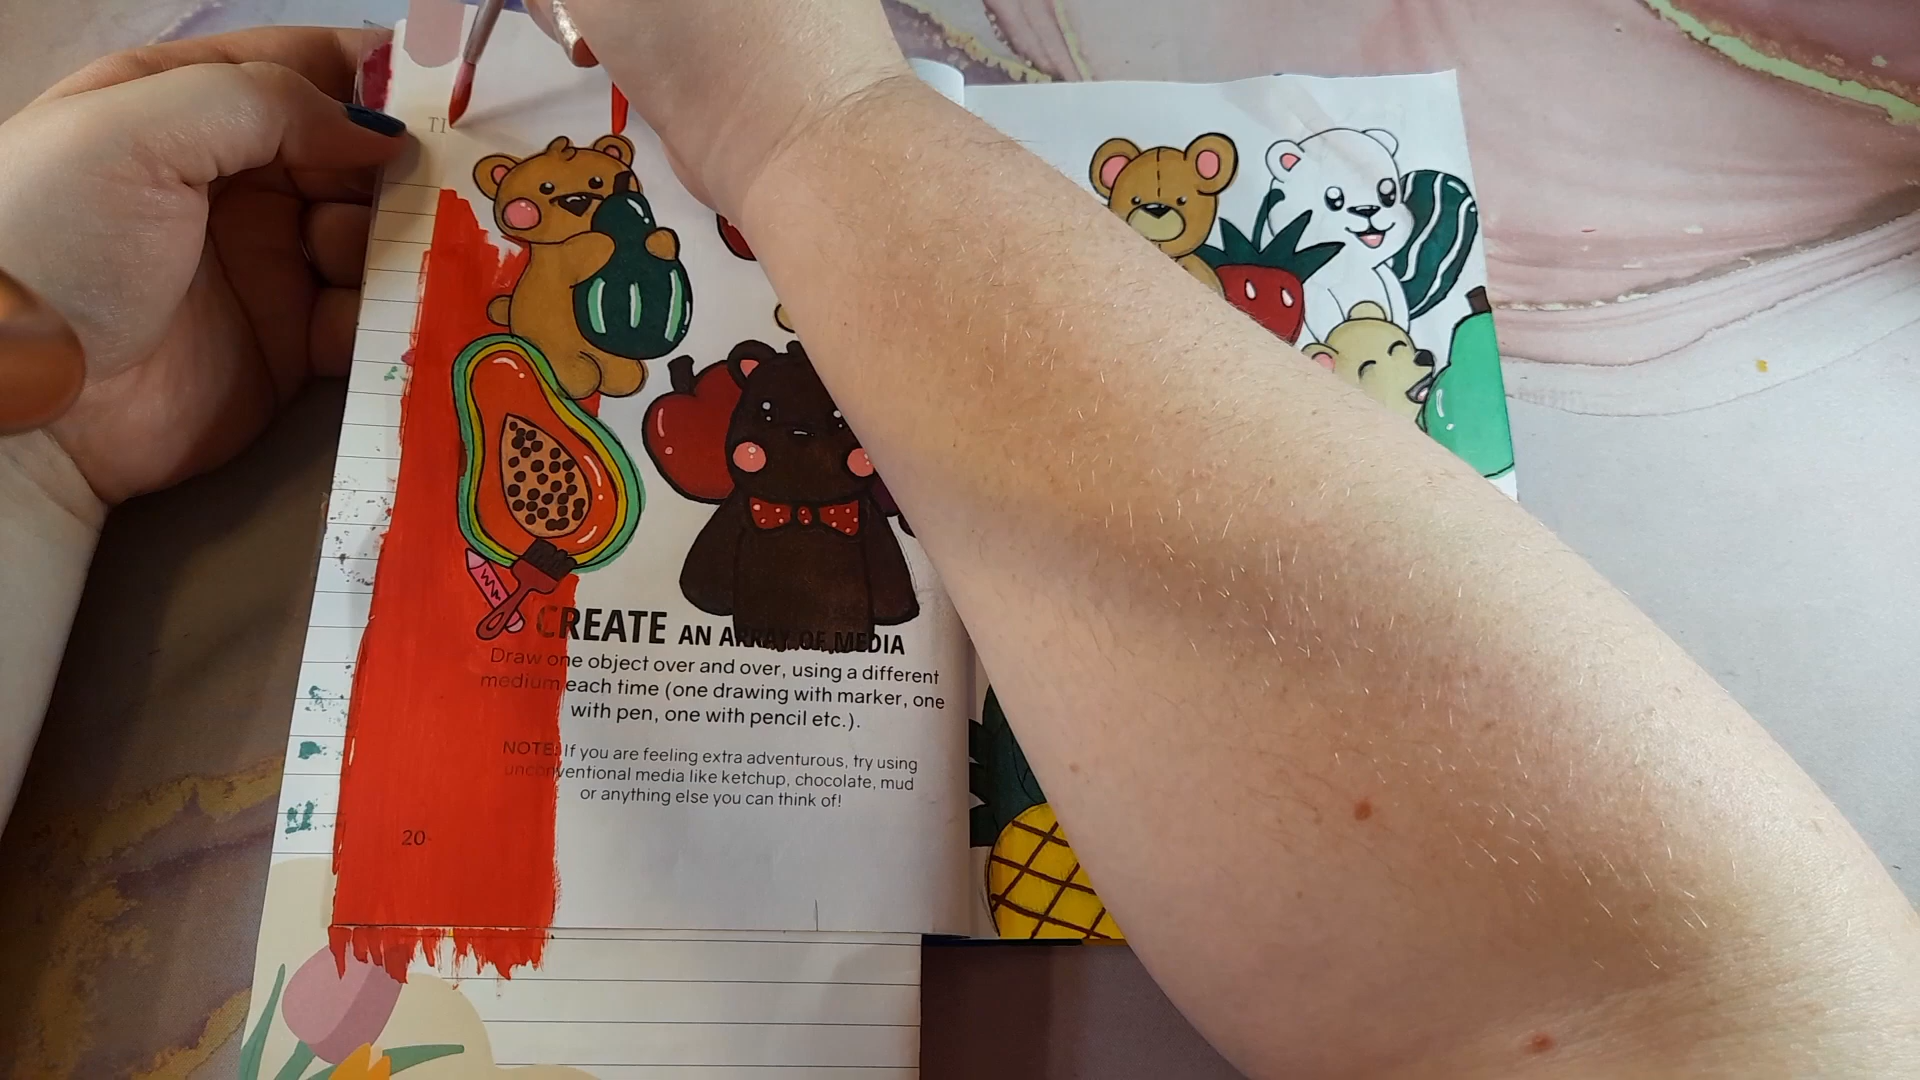 TI
CREATE AN ARRAY OF MEDIA
Draw one object over and over, using a different
medium each time (one drawing with marker, one
with pen, one with pencil etc.).
NOTE: If you are feeling extra adventurous, try using
unconventional media like ketchup, chocolate, mud
or anything else you can think of!
20